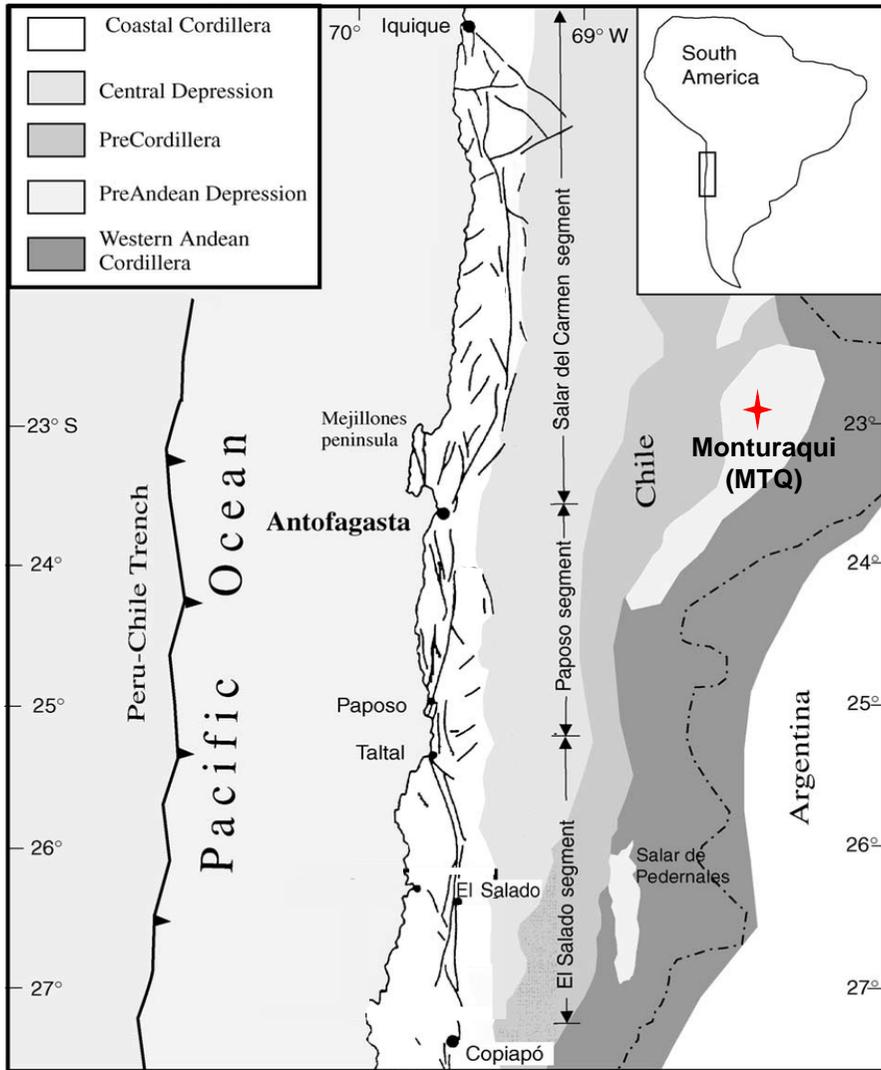 Coastal Cordillera
Central Depression
PreCordillera
PreAndean Depression
Western Andean
Cordillera
70°
Iquique
69° W
South
America
Salar del Carmen segment
Mejillones
peninsula
23° S
23°
Chile
Monturaqui
(MTQ)
Antofagasta
Peru-Chile Trench
Pacific Ocean
24°
24°
Paposo segment
Paposo
25°
25°
Taltal
Argentina
26°
26°
Salar de
Pedernales
El Salado
El Salado segment
27°
27°
Copiapó